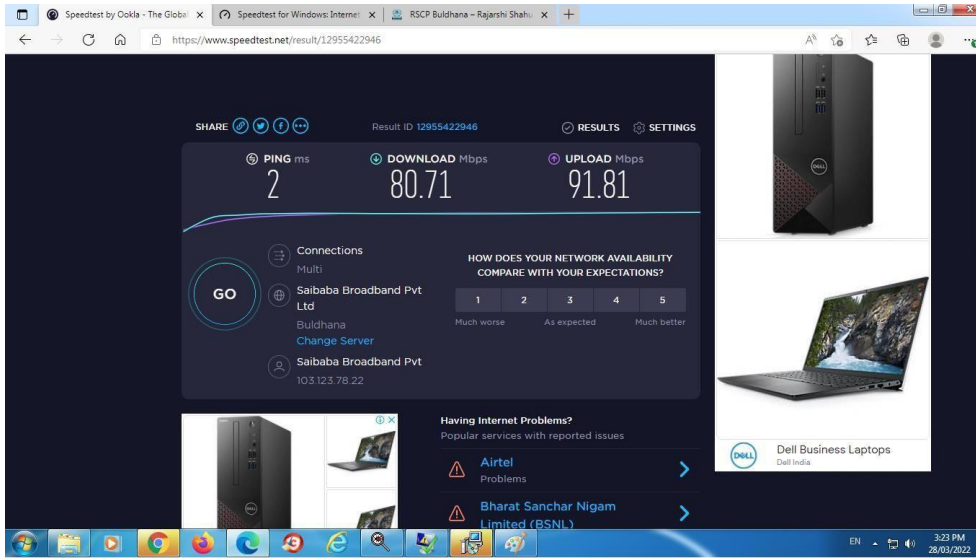 Speedtest by Ookla - The Global
Speedtest for Windows: Internet
RSCP Buldhana – Rajarshi Shahu
https://www.speedtest.net/result/12955422946
SHARE
Result ID 12955422946
RESULTS
SETTINGS
PING ms
2
DOWNLOAD Mbps
80.71
UPLOAD Mbps
91.81
GO
Connections
Multi
Saibaba Broadband Pvt
Ltd
Buldhana
Change Server
Saibaba Broadband Pvt
103.123.78.22
HOW DOES YOUR NETWORK AVAILABILITY
COMPARE WITH YOUR EXPECTATIONS?
1 2 3 4 5
Much worse As expected Much better
Having Internet Problems?
Popular services with reported issues
Airtel
Problems
Bharat Sanchar Nigam
Limited (BSNL)
DELL
DELL
Dell Business Laptops
Dell India
EN
3:23 PM